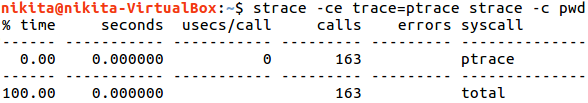 nikita@nikita-VirtualBox:~$ strace -ce trace=ptrace strace -c pwd
% time     seconds  usecs/call     calls    errors syscall
------ ----------- ----------- --------- --------- ----------------
  0.00    0.000000           0       163           ptrace
------ ----------- ----------- --------- --------- ----------------
100.00    0.000000                   163           total